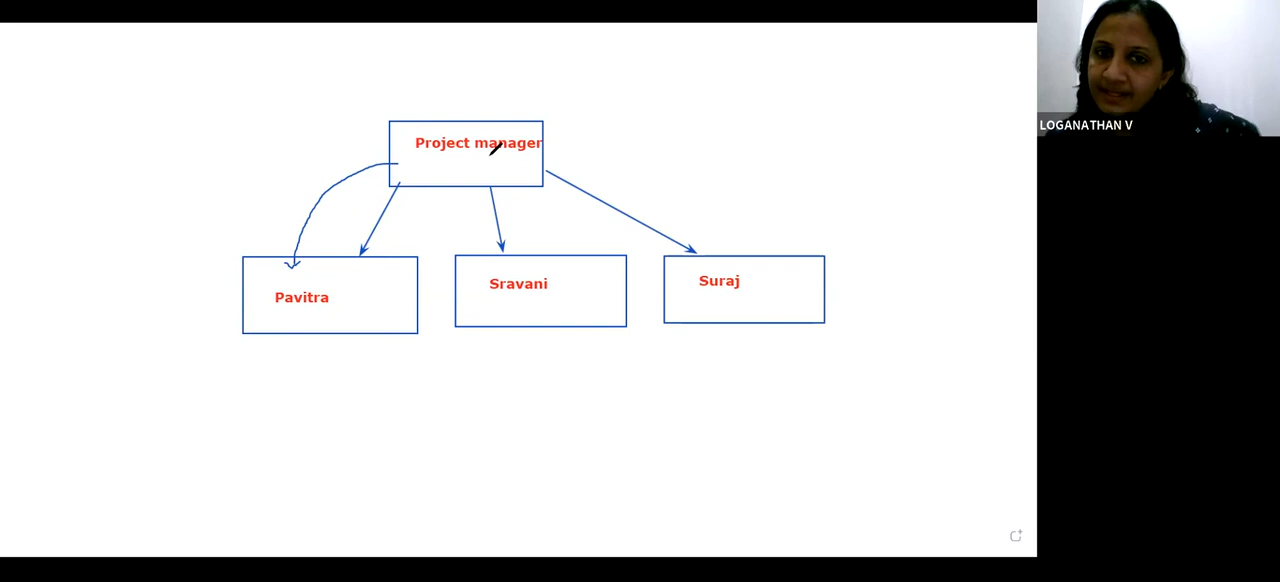 LOGANATHAN V
Project manager
Pavitra
Sravani
Suraj